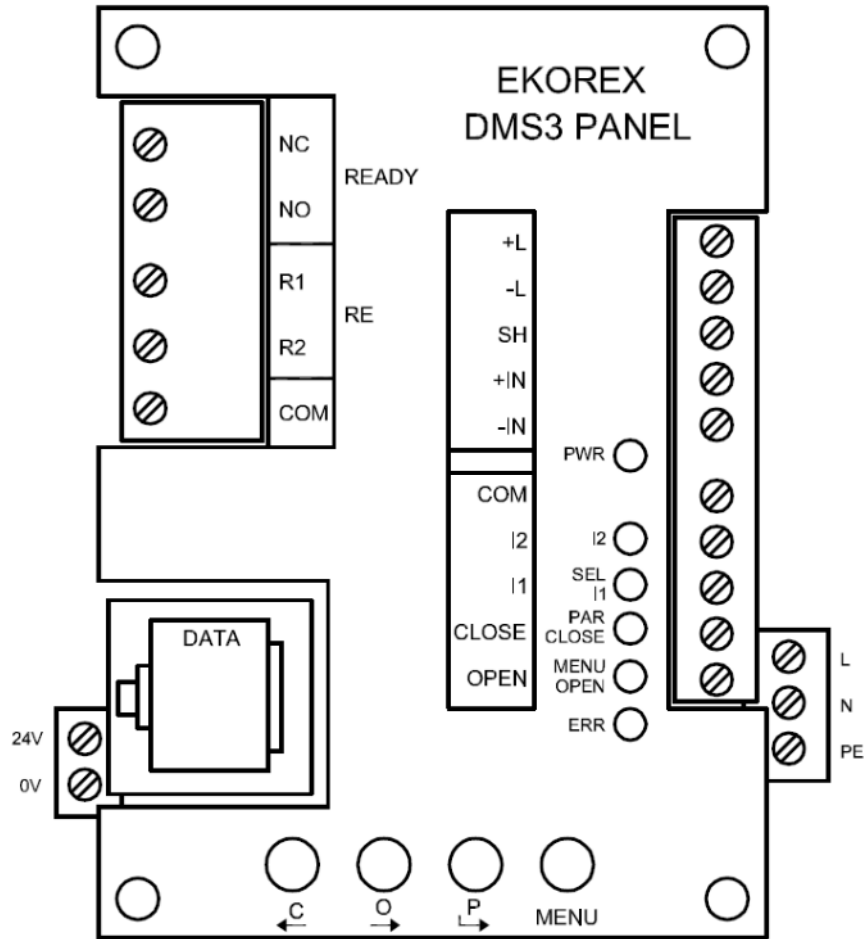 EKOREX
DMS3 PANEL
NC
NO
READY
R1
R2
RE
COM
+L
-L
SH
+IN
-IN
COM
I2
I1
CLOSE
OPEN
PWR
I2
SEL
I1
PAR
CLOSE
MENU
OPEN
ERR
DATA
24V
0V
L
N
PE
C
O
P
MENU